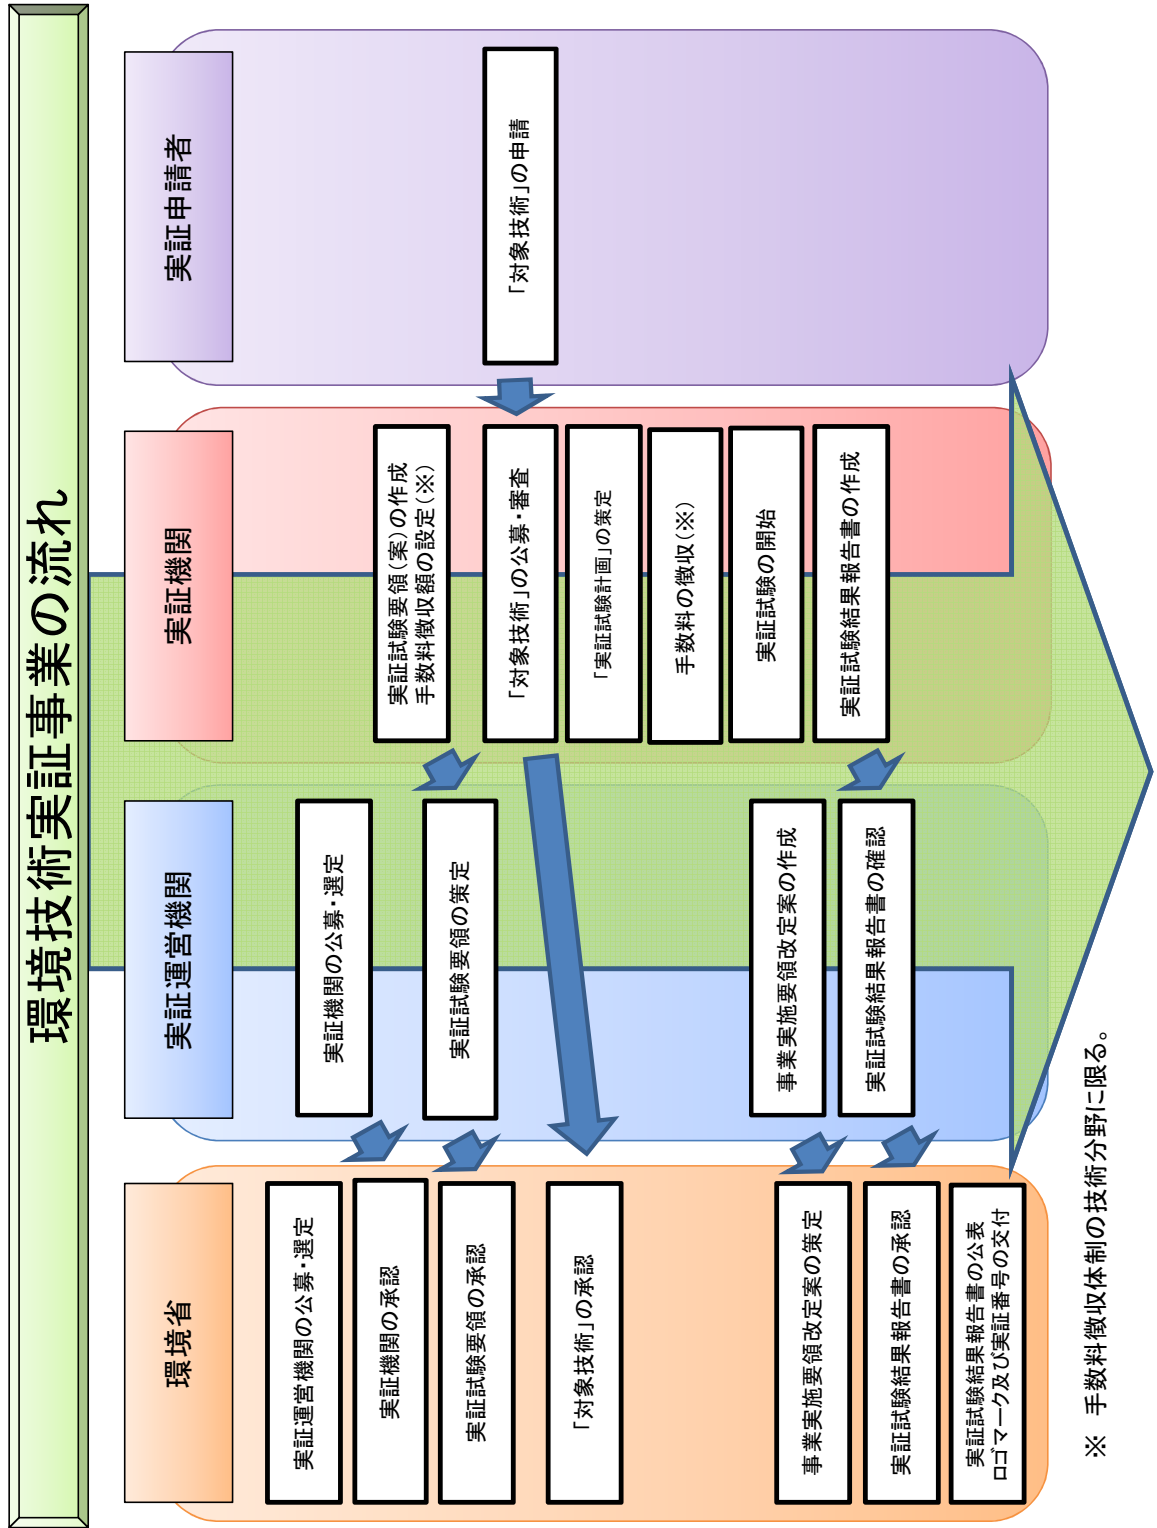 環境技術実証事業の流れ
環境省
実証運営機関の公募・選定
実証機関の承認
実証試験要領の承認
「対象技術」の承認
事業実施要領改定案の策定
実証試験結果報告書の承認
実証試験結果報告書の公表
ロゴマーク及び実証番号の交付
実証運営機関
実証機関の公募・選定
実証試験要領の策定
事業実施要領改定案の作成
実証試験結果報告書の確認
実証機関
実証試験要領(案)の作成
手数料徴収額の設定(※)
「対象技術」の公募・審査
「実証試験計画」の策定
手数料の徴収(※)
実証試験の開始
実証試験結果報告書の作成
実証申請者
「対象技術」の申請
※ 手数料徴収体制の技術分野に限る。